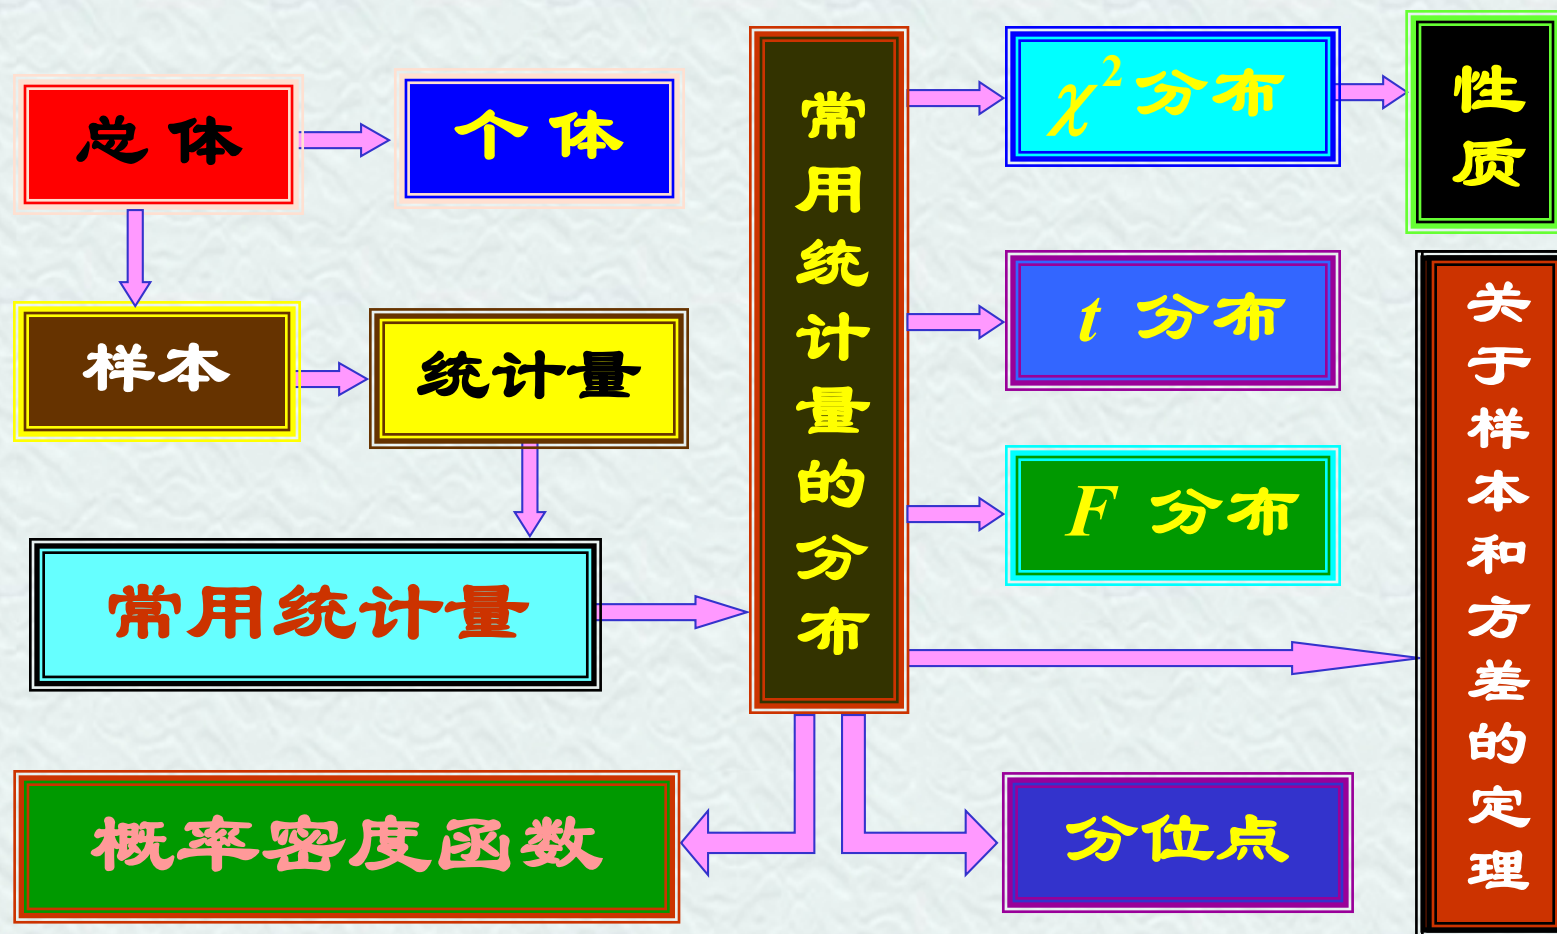 总体
个体
样本
统计量
常用统计量
常用统计量的分布
χ² 分布
性质
t 分布
F 分布
关于样本和方差的定理
概率密度函数
分位点